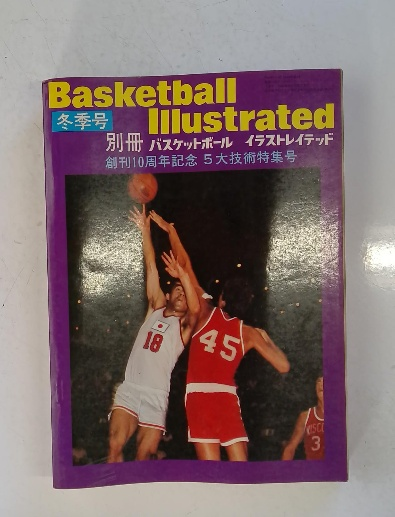 Basketball
冬季号 Illustrated
別冊 バスケットボール イラストレイテッド
創刊10周年記念 5大技術特集号
18
45
3